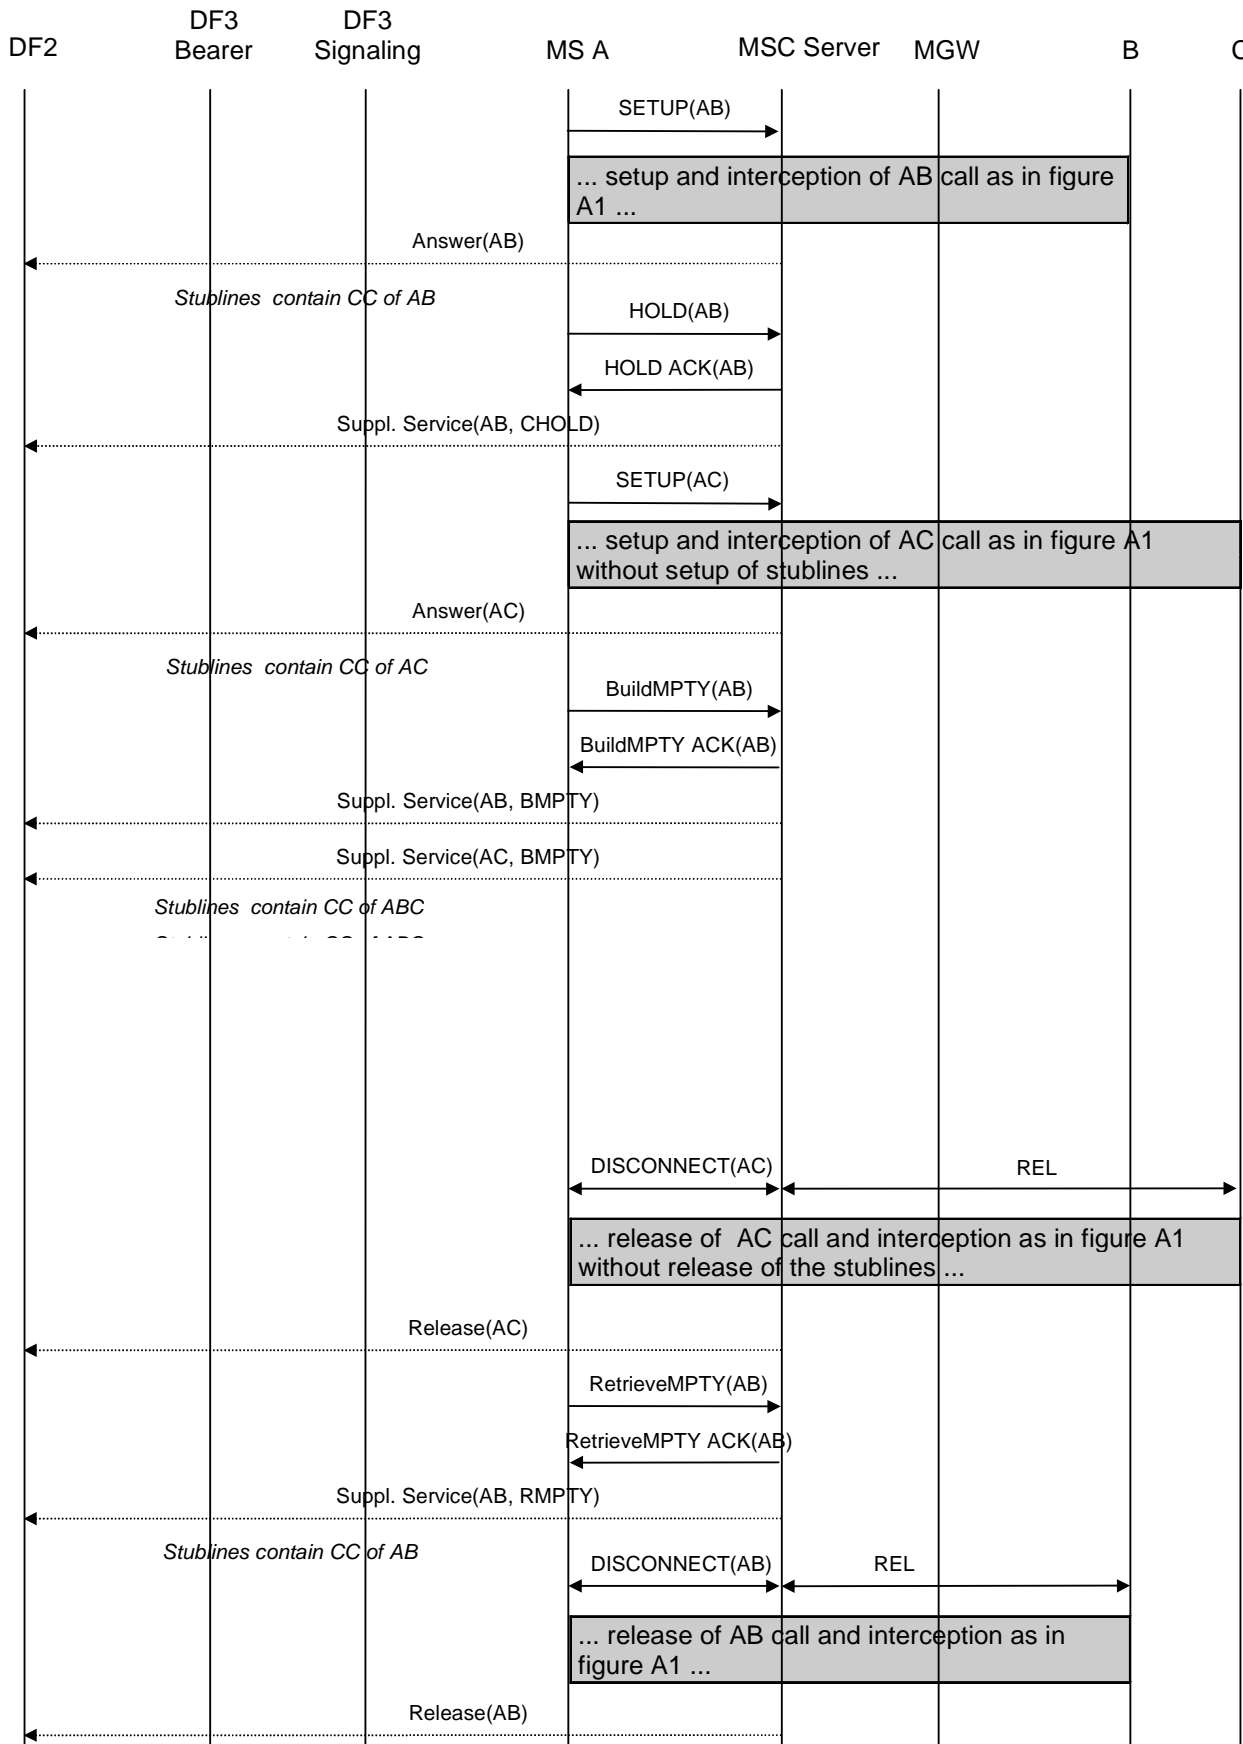 DF3 DF3
DF2 Bearer Signaling MS A MSC Server MGW B C
SETUP(AB)
... setup and interception of AB call as in figure
A1 ...
Answer(AB)
Stublines contain CC of AB
HOLD(AB)
HOLD ACK(AB)
Suppl. Service(AB, CHOLD)
SETUP(AC)
... setup and interception of AC call as in figure A1
without setup of stublines ...
Answer(AC)
Stublines contain CC of AC
BuildMPTY(AB)
BuildMPTY ACK(AB)
Suppl. Service(AB, BMPTY)
Suppl. Service(AC, BMPTY)
Stublines contain CC of ABC
DISCONNECT(AC) REL
... release of AC call and interception as in figure A1
without release of the stublines ...
Release(AC)
RetrieveMPTY(AB)
RetrieveMPTY ACK(AB)
Suppl. Service(AB, RMPTY)
Stublines contain CC of AB
DISCONNECT(AB) REL
... release of AB call and interception as in
figure A1 ...
Release(AB)